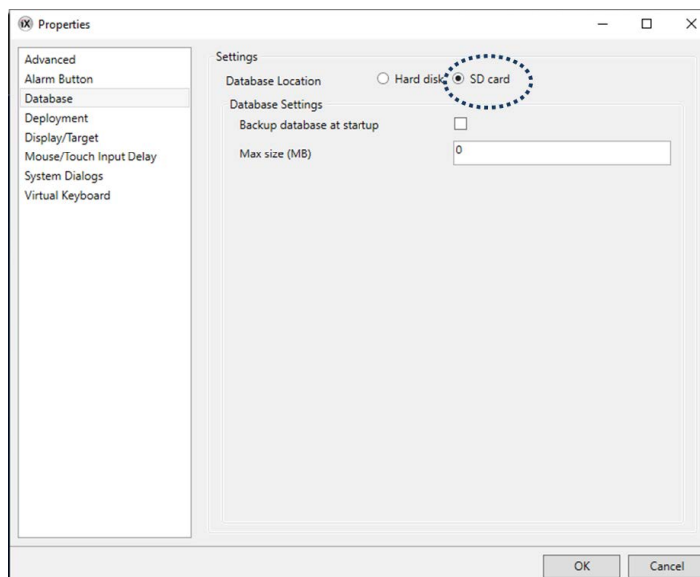 iX Properties
Advanced
Alarm Button
Database
Deployment
Display/Target
Mouse/Touch Input Delay
System Dialogs
Virtual Keyboard
Settings
Database Location Hard disk SD card
Database Settings
Backup database at startup
Max size (MB) 0
OK Cancel